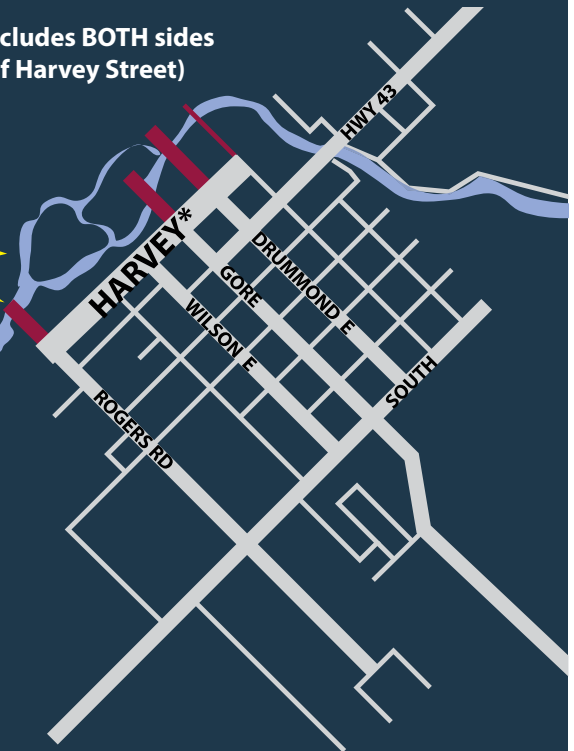 cludes BOTH sides
f Harvey Street)
HWY 43
HARVEY*
DRUMMOND E
GORE
WILSON E
SOUTH
ROGERS RD